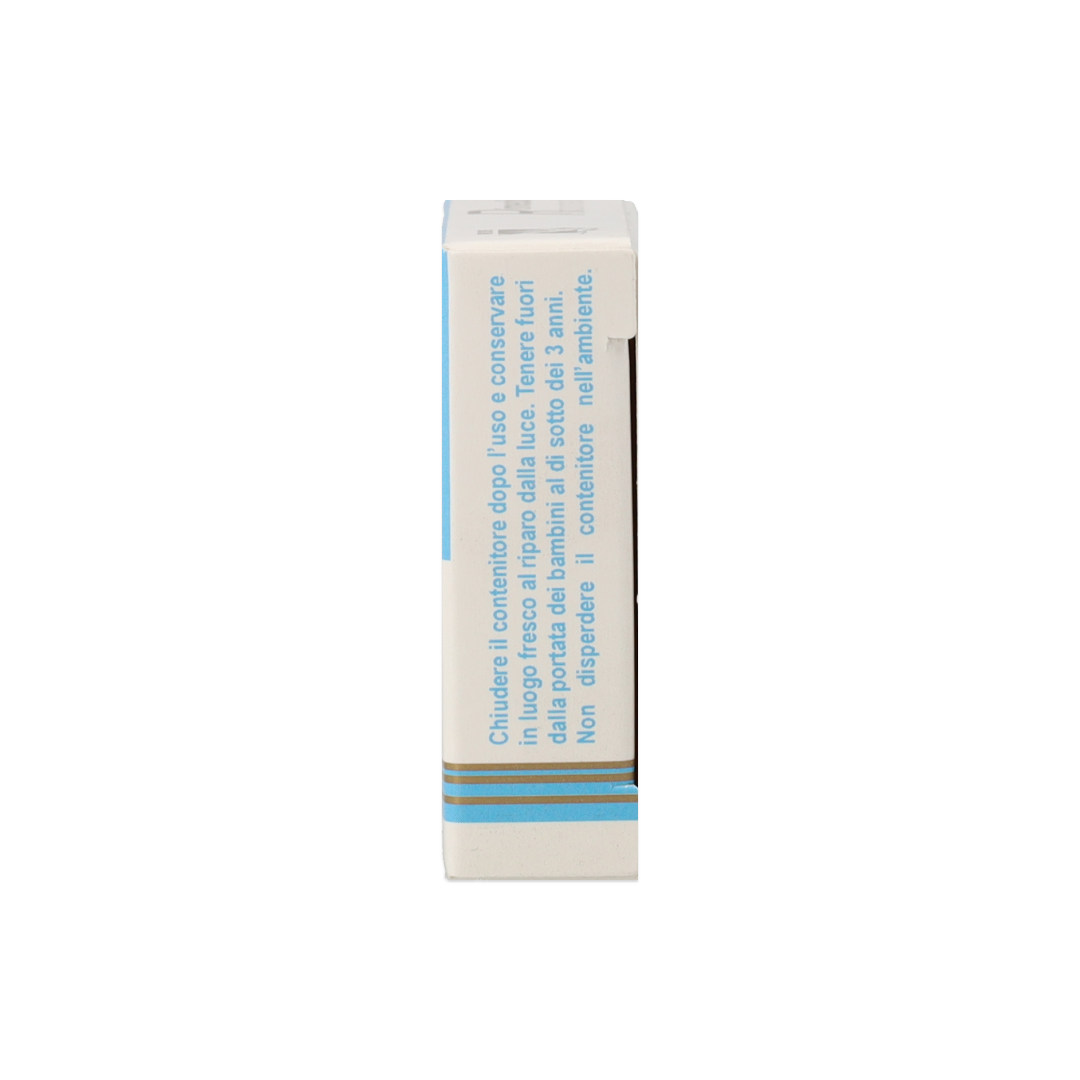 Chiudere il contenitore dopo l'uso e conservare
in luogo fresco al riparo dalla luce. Tenere fuori
dalla portata dei bambini al di sotto dei 3 anni.
Non disperdere il contenitore nell'ambiente.